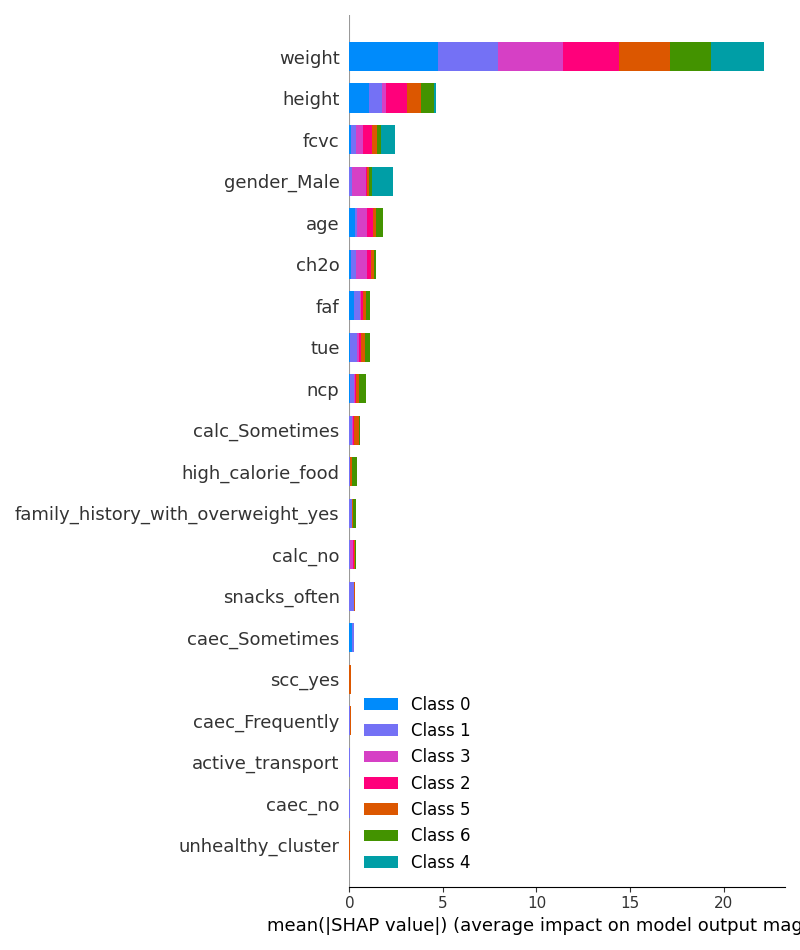 weight
height
fcvc
gender_Male
age
ch2o
faf
tue
ncp
calc_Sometimes
high_calorie_food
family_history_with_overweight_yes
calc_no
snacks_often
caec_Sometimes
scc_yes
caec_Frequently
active_transport
caec_no
unhealthy_cluster
Class 0
Class 1
Class 3
Class 2
Class 5
Class 6
Class 4
0 5 10 15 20
mean(|SHAP value|) (average impact on model output mag